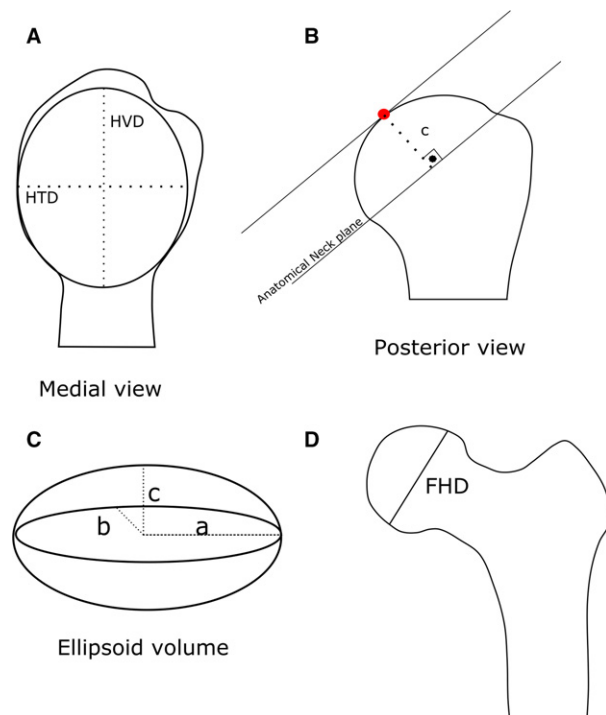 A
HVD
HTD
Medial view
B
c
Anatomical Neck plane
Posterior view
C
c
b
a
Ellipsoid volume
D
FHD